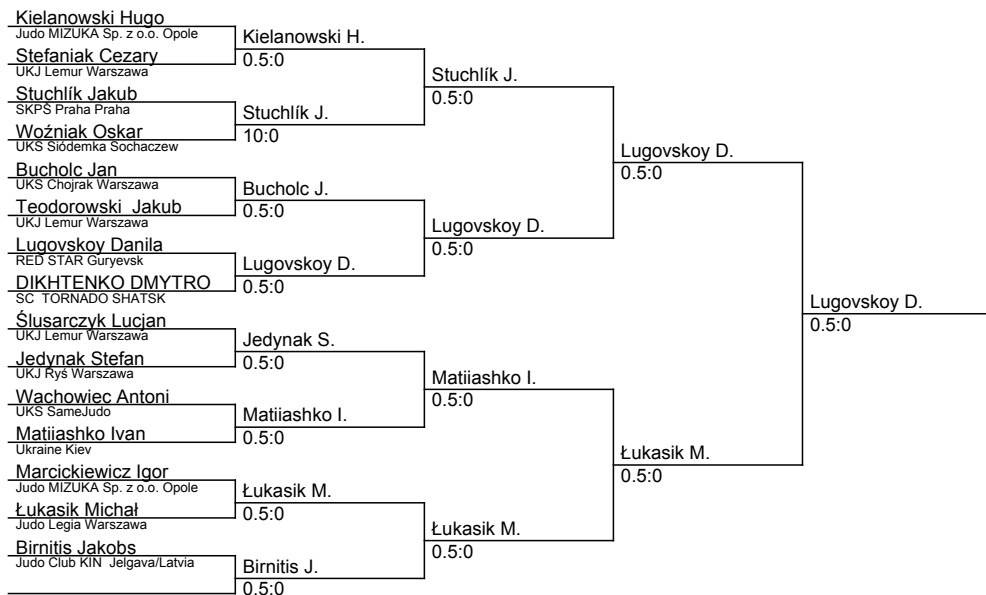 Kielanowski Hugo
Judo MIZUKA Sp. z o.o. Opole
Stefaniak Cezary
UKJ Lemur Warszawa
Stuchlík Jakub
SKPŠ Praha Praha
Woźniak Oskar
UKS Siódemka Sochaczew
Bucholc Jan
UKS Chojrak Warszawa
Teodorowski  Jakub
UKJ Lemur Warszawa
Lugovskoy Danila
RED STAR Guryevsk
DIKHTENKO DMYTRO
SC  TORNADO SHATSK
Ślusarczyk Lucjan
UKJ Lemur Warszawa
Jedynak Stefan
UKJ Ryś Warszawa
Wachowiec Antoni
UKS SameJudo
Matiiashko Ivan
Ukraine Kiev
Marcickiewicz Igor
Judo MIZUKA Sp. z o.o. Opole
Łukasik Michał
Judo Legia Warszawa
Birnitis Jakobs
Judo Club KIN  Jelgava/Latvia
Kielanowski H.
0.5:0
Stuchlík J.
10:0
Bucholc J.
0.5:0
Lugovskoy D.
0.5:0
Jedynak S.
0.5:0
Matiiashko I.
0.5:0
Łukasik M.
0.5:0
Birnitis J.
0.5:0
Stuchlík J.
0.5:0
Lugovskoy D.
0.5:0
Matiiashko I.
0.5:0
Łukasik M.
0.5:0
Lugovskoy D.
0.5:0
Łukasik M.
0.5:0
Lugovskoy D.
0.5:0